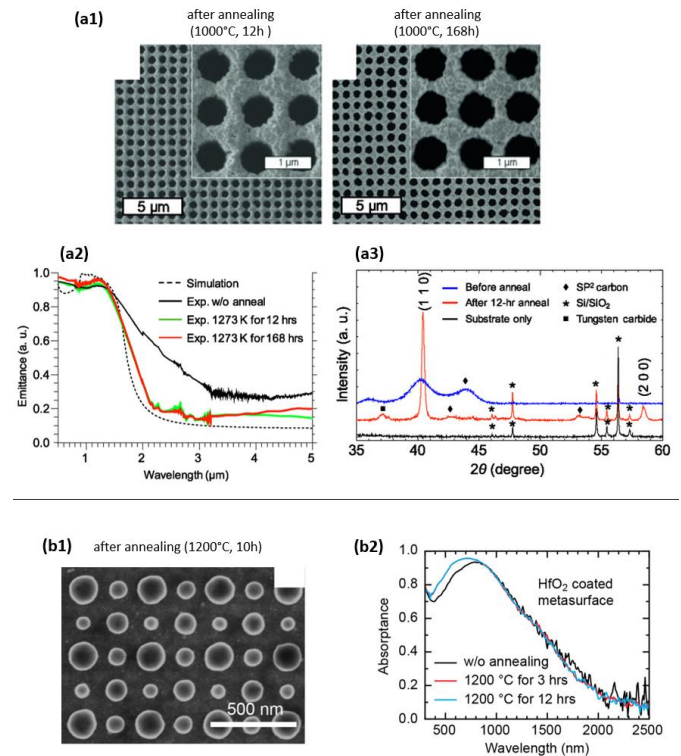 (a1)
after annealing
(1000°C, 12h )
after annealing
(1000°C, 168h)
1 µm
5 µm
1 µm
5 µm
(a2)
Emittance (a. u.)
1.0
0.8
0.6
0.4
0.2
0.0
Simulation
Exp. w/o anneal
Exp. 1273 K for 12 hrs
Exp. 1273 K for 168 hrs
1 2 3 4 5
Wavelength (µm)
(a3)
Intensity (a. u.)
Before anneal
After 12-hr anneal
Substrate only
SP² carbon
Si/SiO₂
Tungsten carbide
(1 1 0)
(2 0 0)
35 40 45 50 55 60
2θ (degree)
(b1)
after annealing (1200°C, 10h)
500 nm
(b2)
Absorptance
1.0
0.8
0.6
0.4
0.2
0.0
HfO₂ coated
metasurface
w/o annealing
1200 °C for 3 hrs
1200 °C for 12 hrs
500 1000 1500 2000 2500
Wavelength (nm)